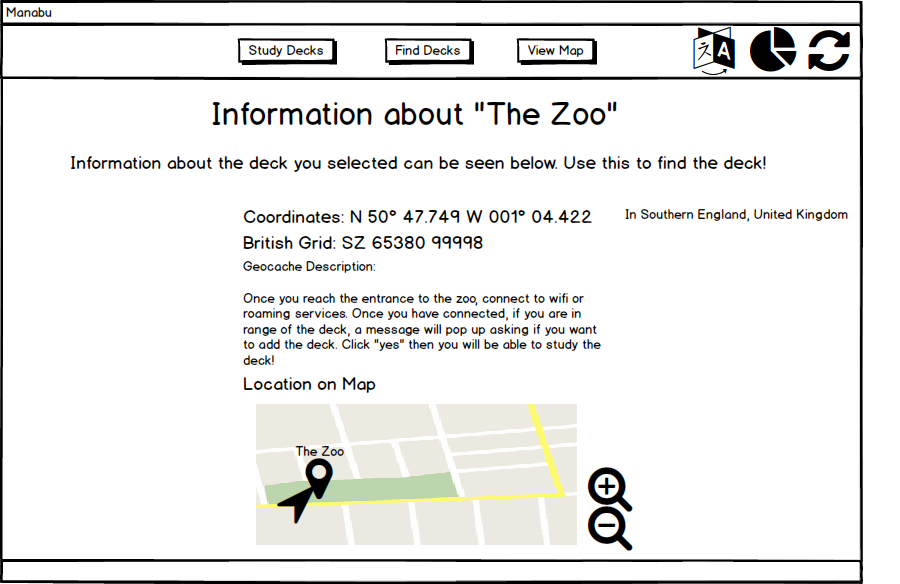 Manabu
Study Decks
Find Decks
View Map
A
Information about "The Zoo"
Information about the deck you selected can be seen below. Use this to find the deck!
Coordinates: N 50° 47.749 W 001° 04.422
In Southern England, United Kingdom
British Grid: SZ 65380 99998
Geocache Description:
Once you reach the entrance to the zoo, connect to wifi or
roaming services. Once you have connected, if you are in
range of the deck, a message will pop up asking if you want
to add the deck. Click "yes" then you will be able to study the
deck!
Location on Map
The Zoo